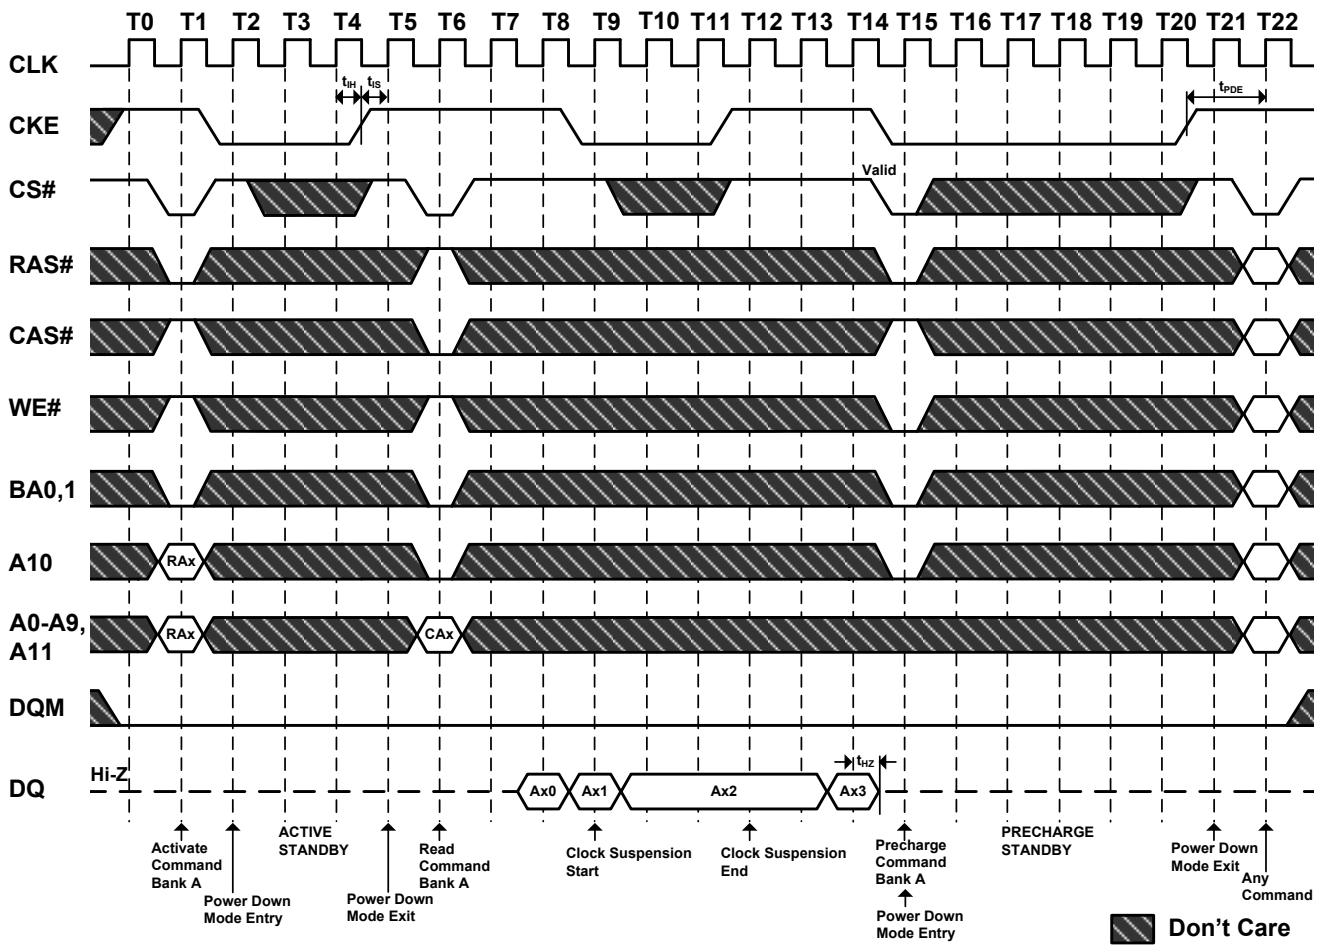 T0 T1 T2 T3 T4 T5 T6 T7 T8 T9 T10 T11 T12 T13 T14 T15 T16 T17 T18 T19 T20 T21 T22
CLK
tIH tIS tPDE
CKE
Valid
CS#
RAS#
CAS#
WE#
BA0,1
A10
RAx
A0-A9,
A11
RAx CAx
DQM
Hi-Z
tHZ
DQ
Ax0 Ax1 Ax2 Ax3
Activate
Command
Bank A
Power Down
Mode Entry
ACTIVE
STANDBY
Power Down
Mode Exit
Read
Command
Bank A
Clock Suspension
Start
Clock Suspension
End
Precharge
Command
Bank A
Power Down
Mode Entry
PRECHARGE
STANDBY
Power Down
Mode Exit
Any
Command
Don't Care